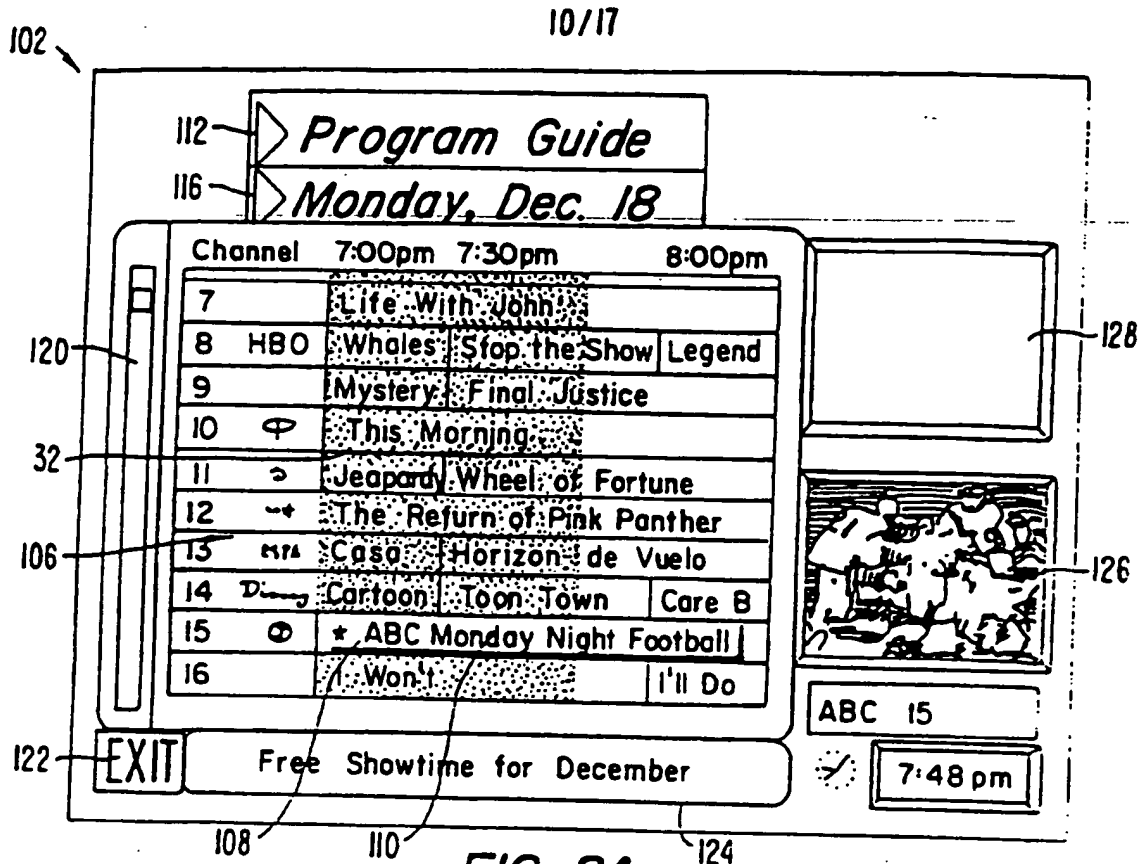 10/17
102
112 Program Guide
116 Monday, Dec. 18
Channel 7:00pm 7:30pm 8:00pm
7 Life With John
8 HBO Whales Stop the Show Legend
128
120
9 Mystery Final Justice
10 This Morning
32
11 Jeapardy Wheel of Fortune
12 The Return of Pink Panther
106
13 Casa Horizon de Vuelo
126
14 Disney Cartoon Toon Town Care B
15 * ABC Monday Night Football
16 I Won't I'll Do
ABC 15
122 EXIT Free Showtime for December 7:48 pm
108 110 124